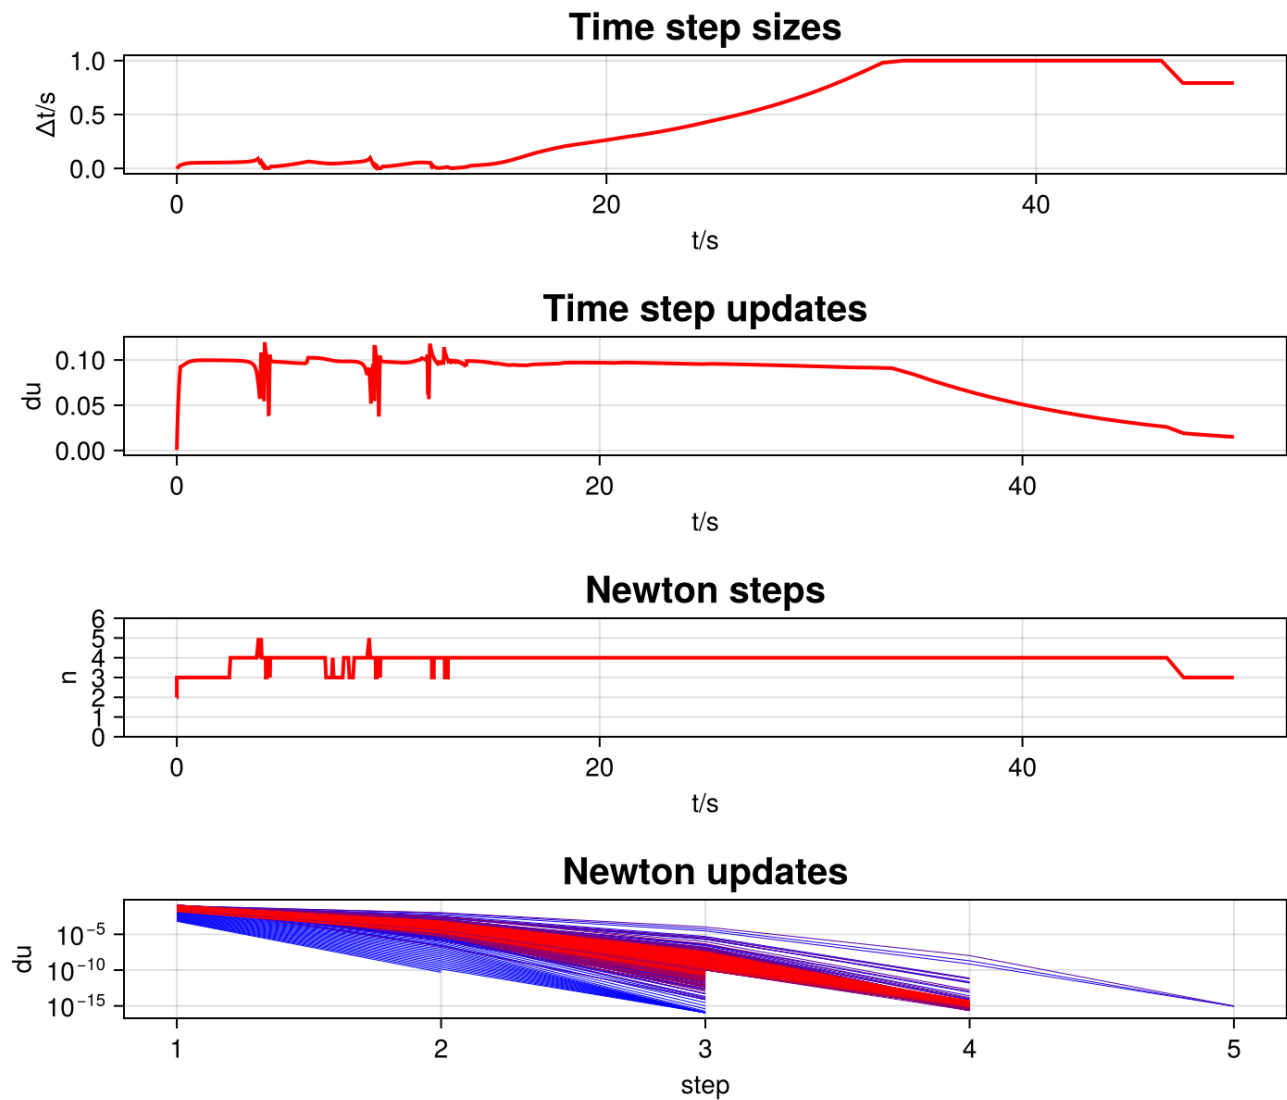 Time step sizes
1.0
0.5
0.0
Δt/s
0 20 40
t/s
Time step updates
0.10
0.05
0.00
du
0 20 40
t/s
Newton steps
6
5
4
3
2
1
0
n
0 20 40
t/s
Newton updates
10⁻⁵
10⁻¹⁰
10⁻¹⁵
du
1 2 3 4 5
step